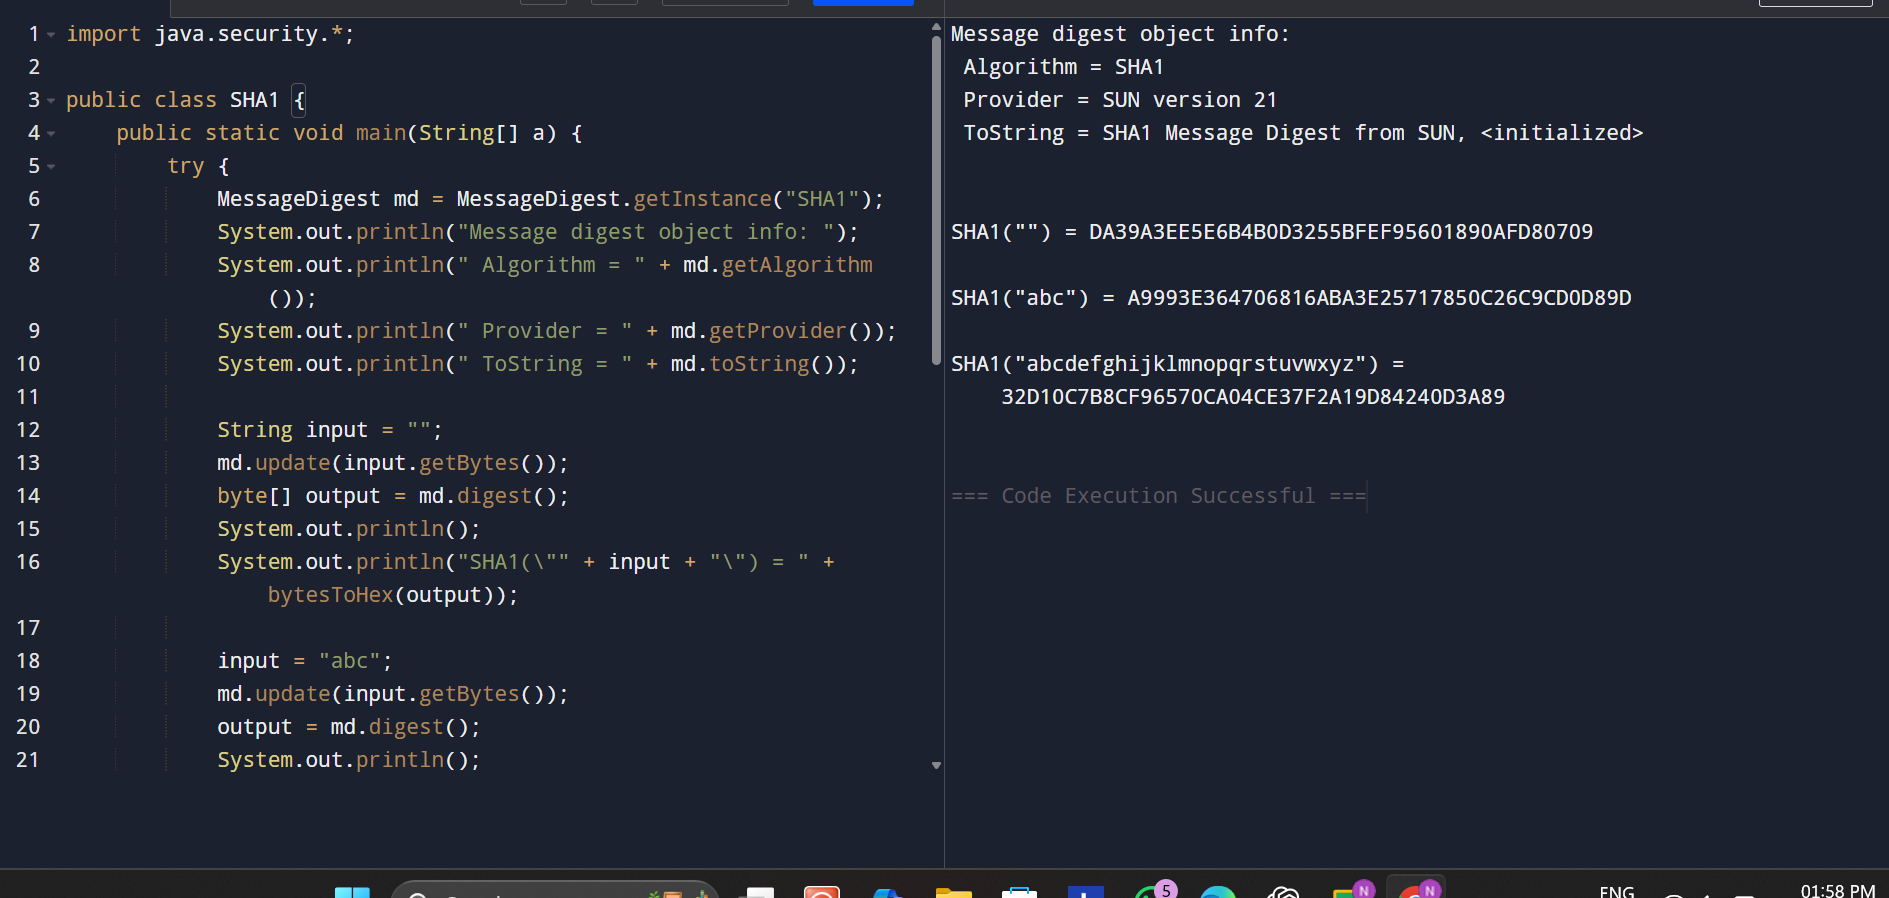 1 import java.security.*;
2
3 public class SHA1 {
4 public static void main(String[] a) {
5 try {
6 MessageDigest md = MessageDigest.getInstance("SHA1");
7 System.out.println("Message digest object info: ");
8 System.out.println(" Algorithm = " + md.getAlgorithm
());
9 System.out.println(" Provider = " + md.getProvider());
10 System.out.println(" ToString = " + md.toString());
11
12 String input = "";
13 md.update(input.getBytes());
14 byte[] output = md.digest();
15 System.out.println();
16 System.out.println("SHA1(\"" + input + "\") = " +
bytesToHex(output));
17
18 input = "abc";
19 md.update(input.getBytes());
20 output = md.digest();
21 System.out.println();
Message digest object info:
Algorithm = SHA1
Provider = SUN version 21
ToString = SHA1 Message Digest from SUN, <initialized>
SHA1("") = DA39A3EE5E6B4B0D3255BFEF95601890AFD80709
SHA1("abc") = A9993E364706816ABA3E25717850C26C9CD0D89D
SHA1("abcdefghijklmnopqrstuvwxyz") =
32D10C7B8CF96570CA04CE37F2A19D84240D3A89
=== Code Execution Successful ===
5
N
N
ENG
01:58 PM